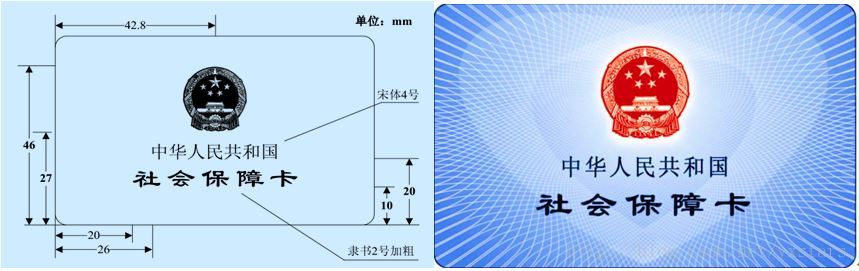 42.8
单位：mm
宋体4号
中华人民共和国
社会保障卡
46
27
20
10
20
26
隶书2号加粗
中华人民共和国
社会保障卡